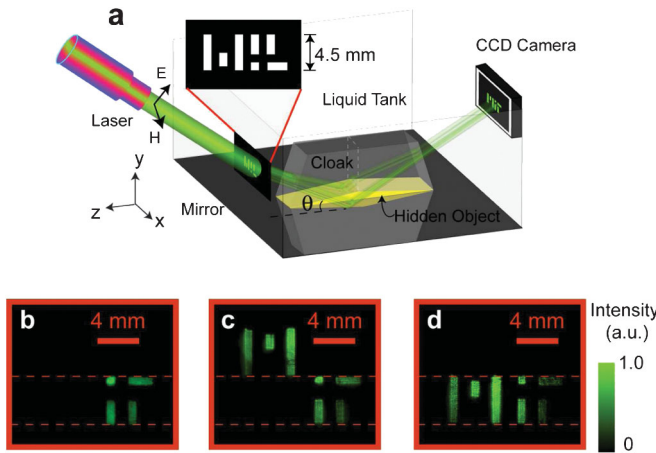 a
E
H
Laser
4.5 mm
Liquid Tank
CCD Camera
Cloak
y
z
x
Mirror
θ
Hidden Object
b
4 mm
c
4 mm
d
4 mm
Intensity
(a.u.)
1.0
0